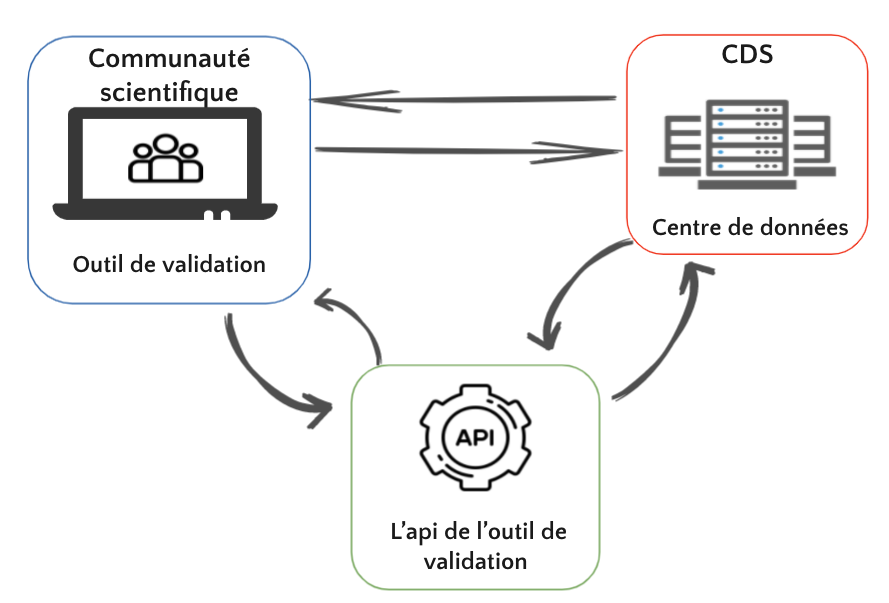 Communauté
scientifique
Outil de validation
CDS
Centre de données
API
L'api de l'outil de
validation